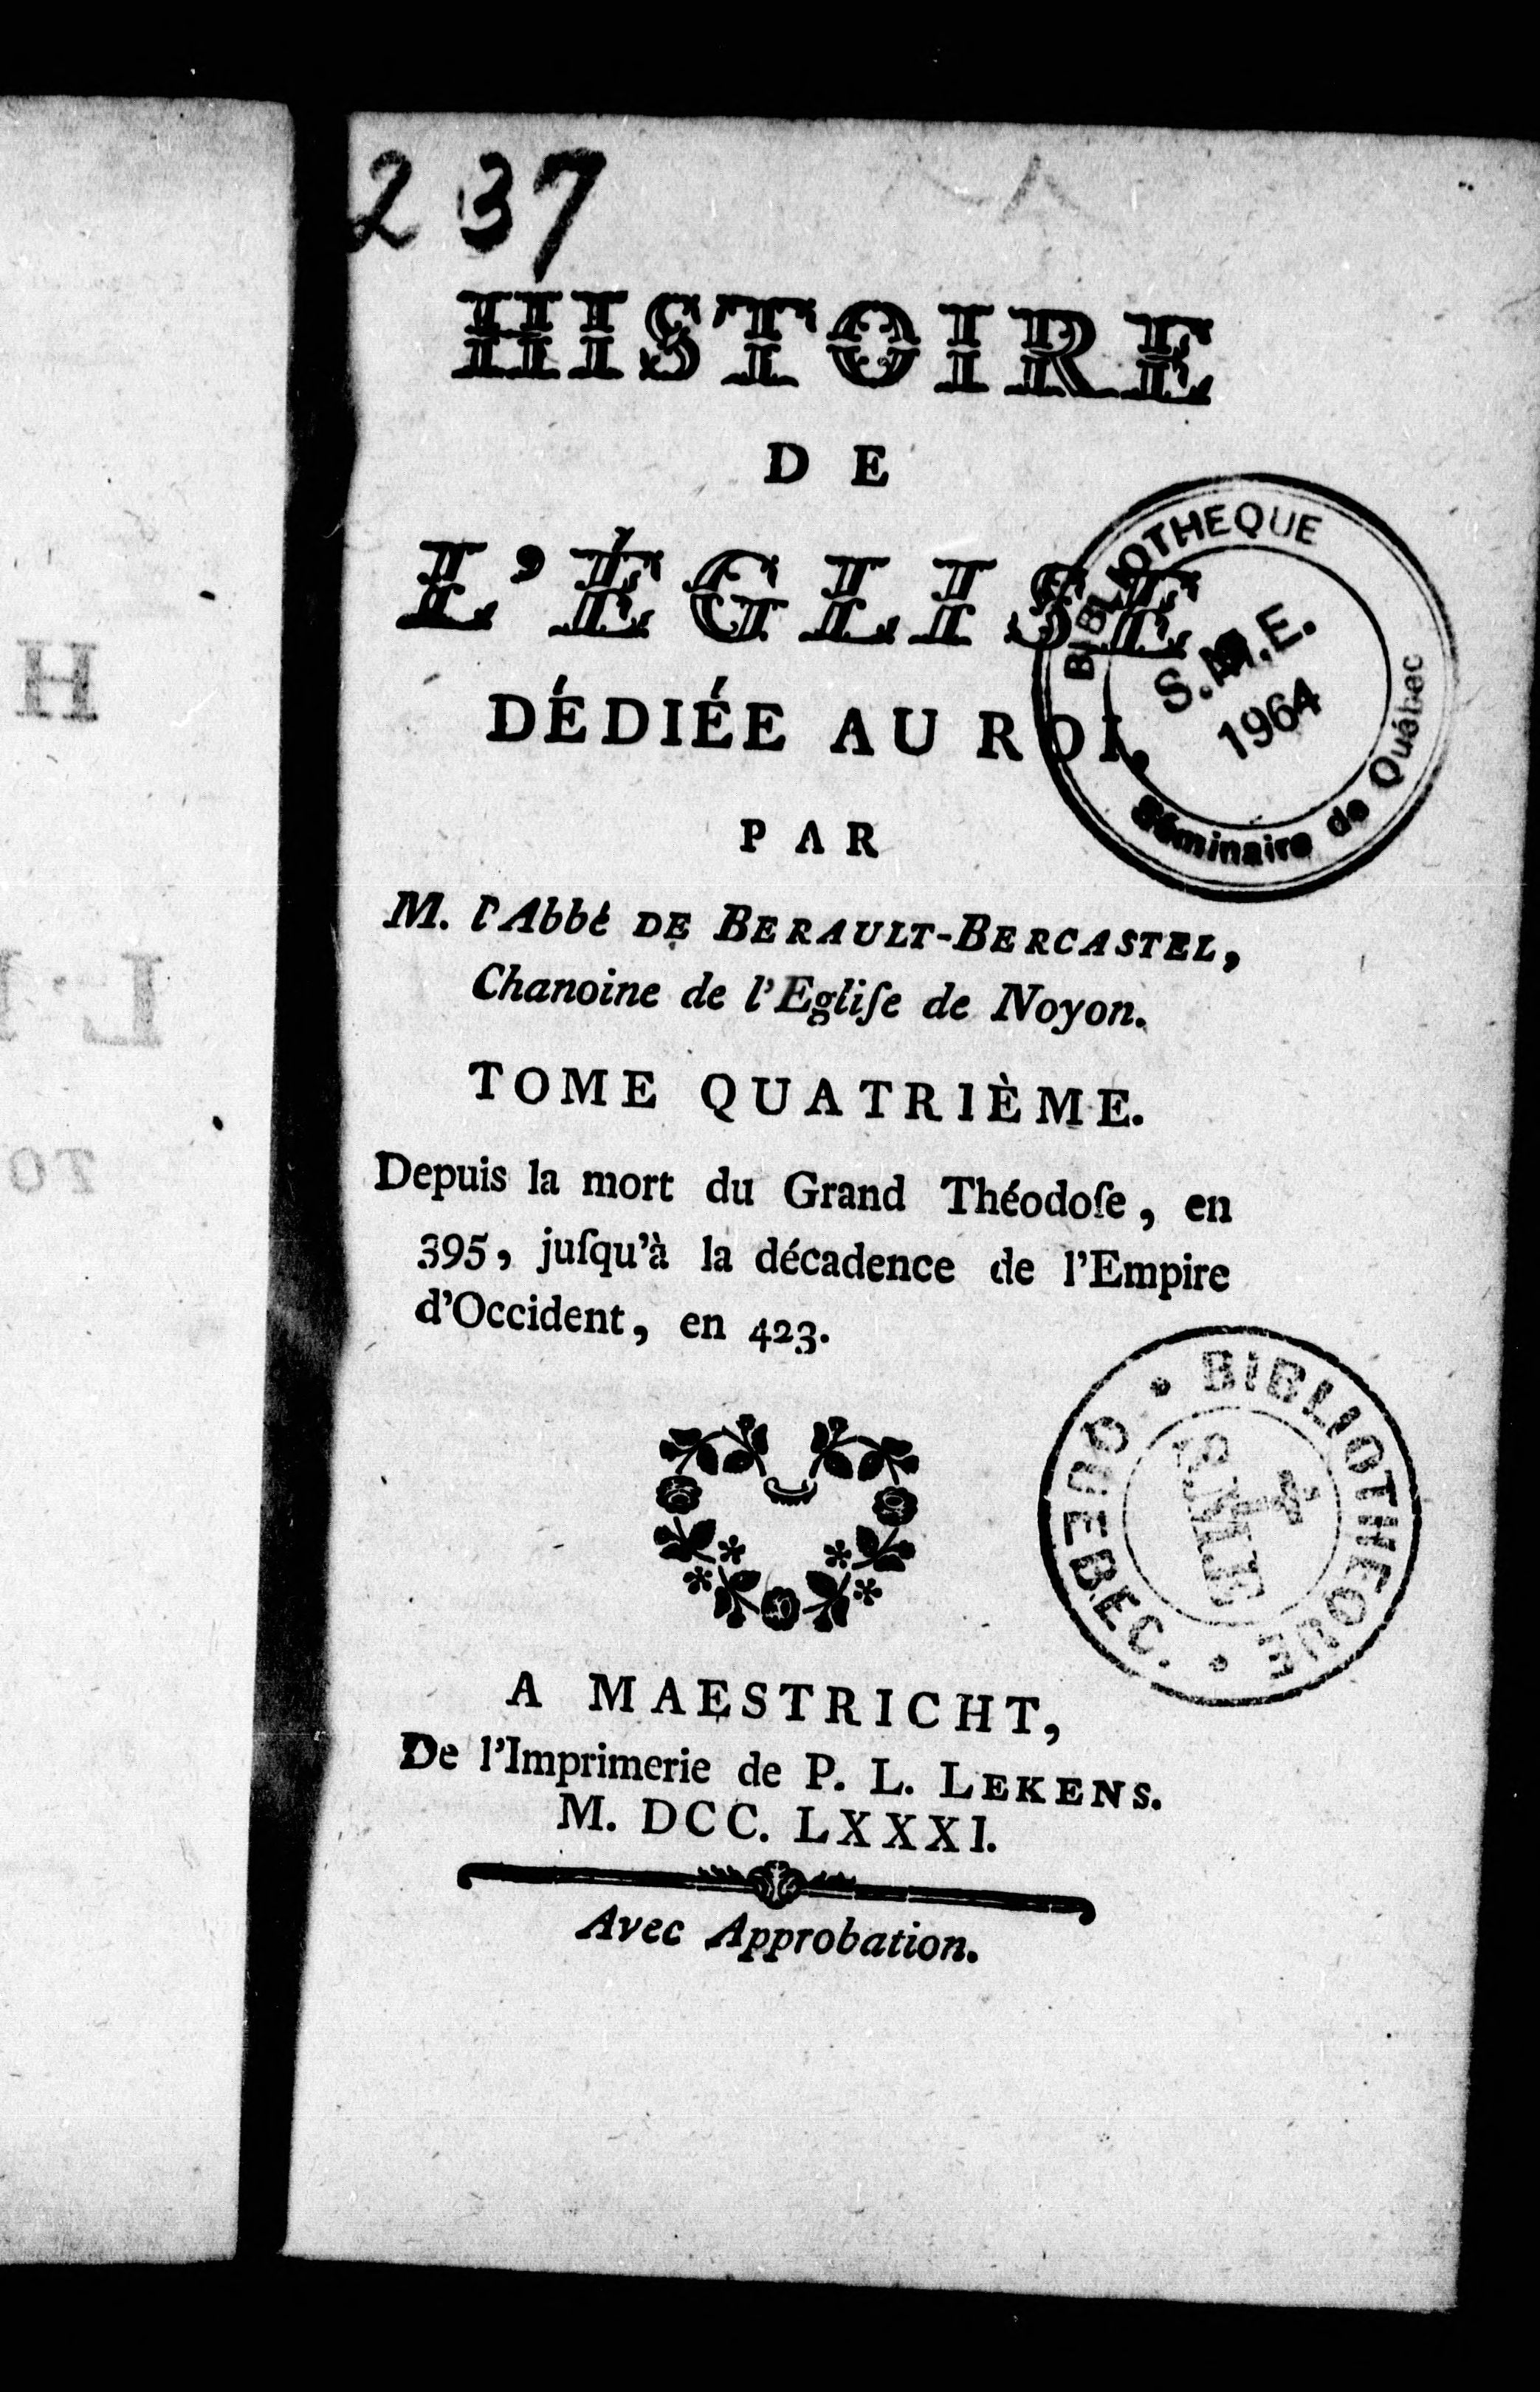 237
HISTOIRE
DE
L'ÉGLISE
DÉDIÉE AU ROI,
PAR
M. l'Abbé DE BERAULT-BERCASTEL,
Chanoine de l'Egliſe de Noyon.
TOME QUATRIÈME.
Depuis la mort du Grand Théodoſe, en
395, juſqu'à la décadence de l'Empire
d'Occident, en 423.
A MAESTRICHT,
De l'Imprimerie de P. L. LEKENS.
M. DCC. LXXXI.
Avec Approbation.
BIBLIOTHEQUE
S.M.E.
1964
Séminaire de Québec
BIBLIOTHEQUE
QUEBEC.